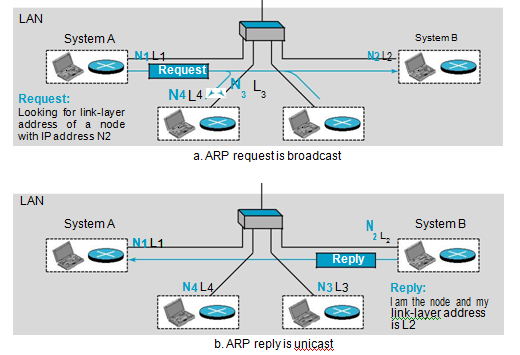 LAN
System A
System B
N1 L1
N2 L2
Request
N4 L4
N3 L3
Request:
Looking for link-layer
address of a node
with IP address N2
a. ARP request is broadcast
LAN
System A
System B
N1 L1
N2 L2
Reply
N4 L4
N3 L3
Reply:
I am the node and my
link-layer address
is L2
b. ARP reply is unicast